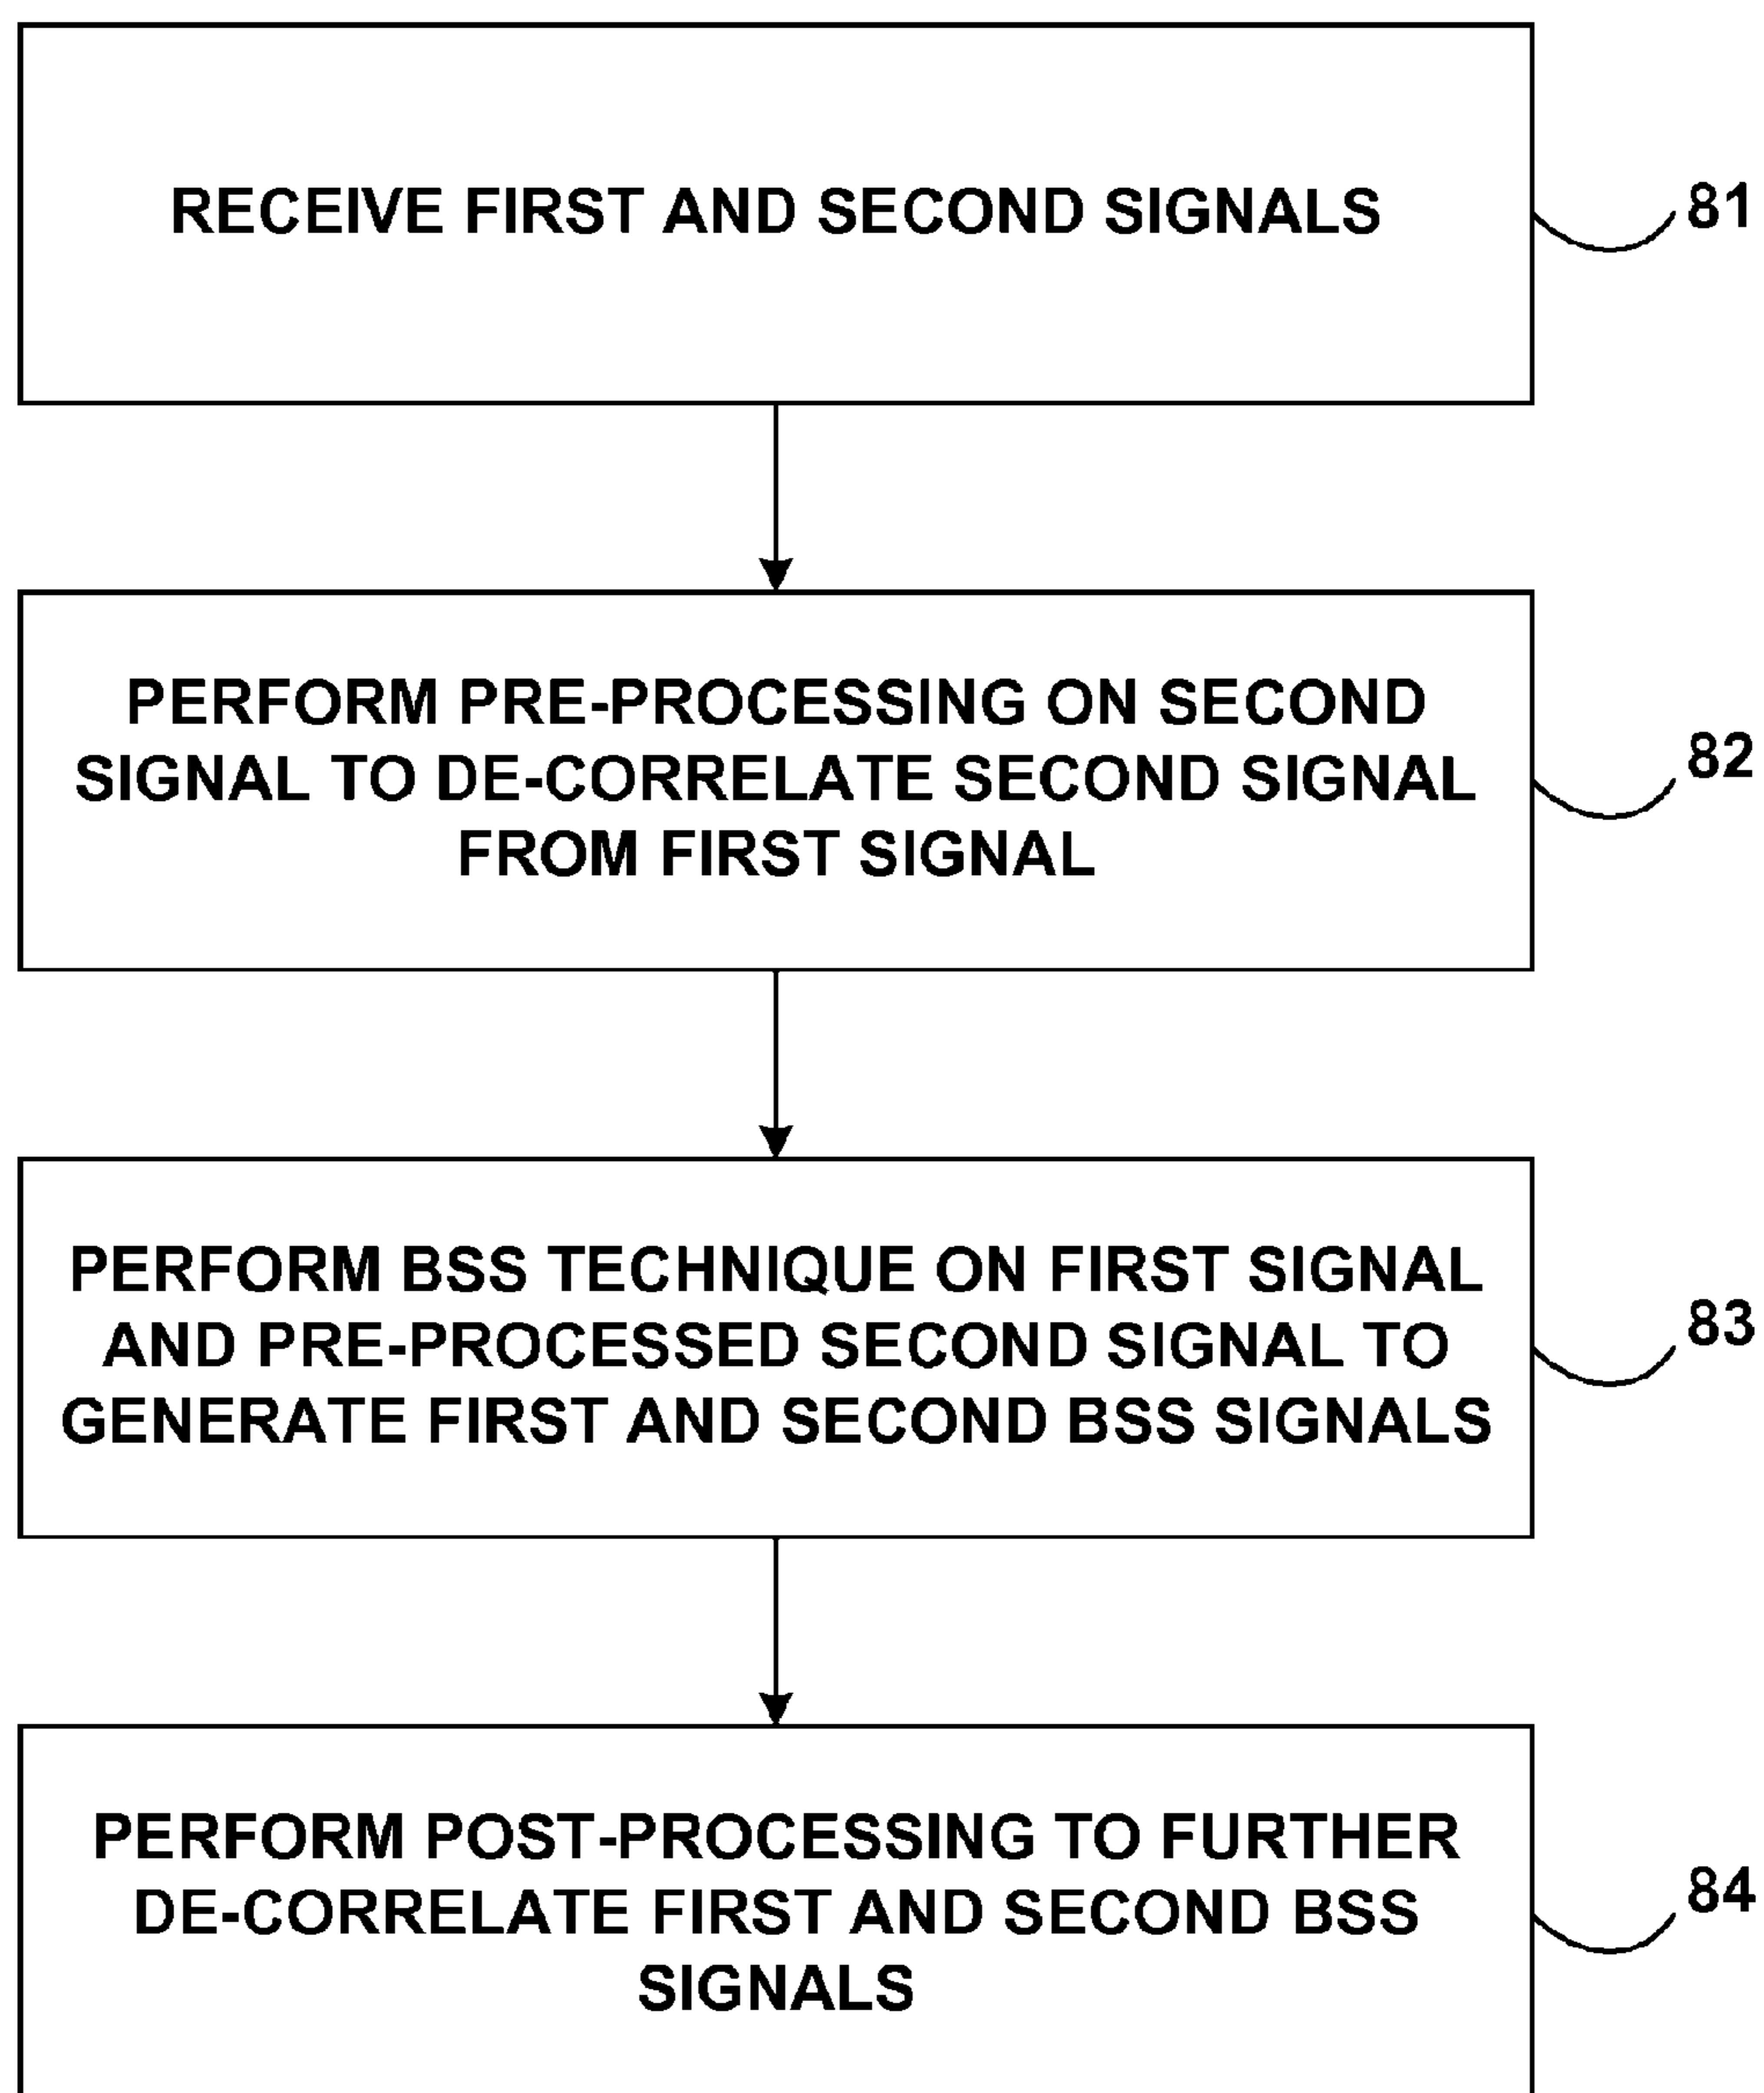 RECEIVE FIRST AND SECOND SIGNALS
81
PERFORM PRE-PROCESSING ON SECOND
SIGNAL TO DE-CORRELATE SECOND SIGNAL
FROM FIRST SIGNAL
82
PERFORM BSS TECHNIQUE ON FIRST SIGNAL
AND PRE-PROCESSED SECOND SIGNAL TO
GENERATE FIRST AND SECOND BSS SIGNALS
83
PERFORM POST-PROCESSING TO FURTHER
DE-CORRELATE FIRST AND SECOND BSS
SIGNALS
84